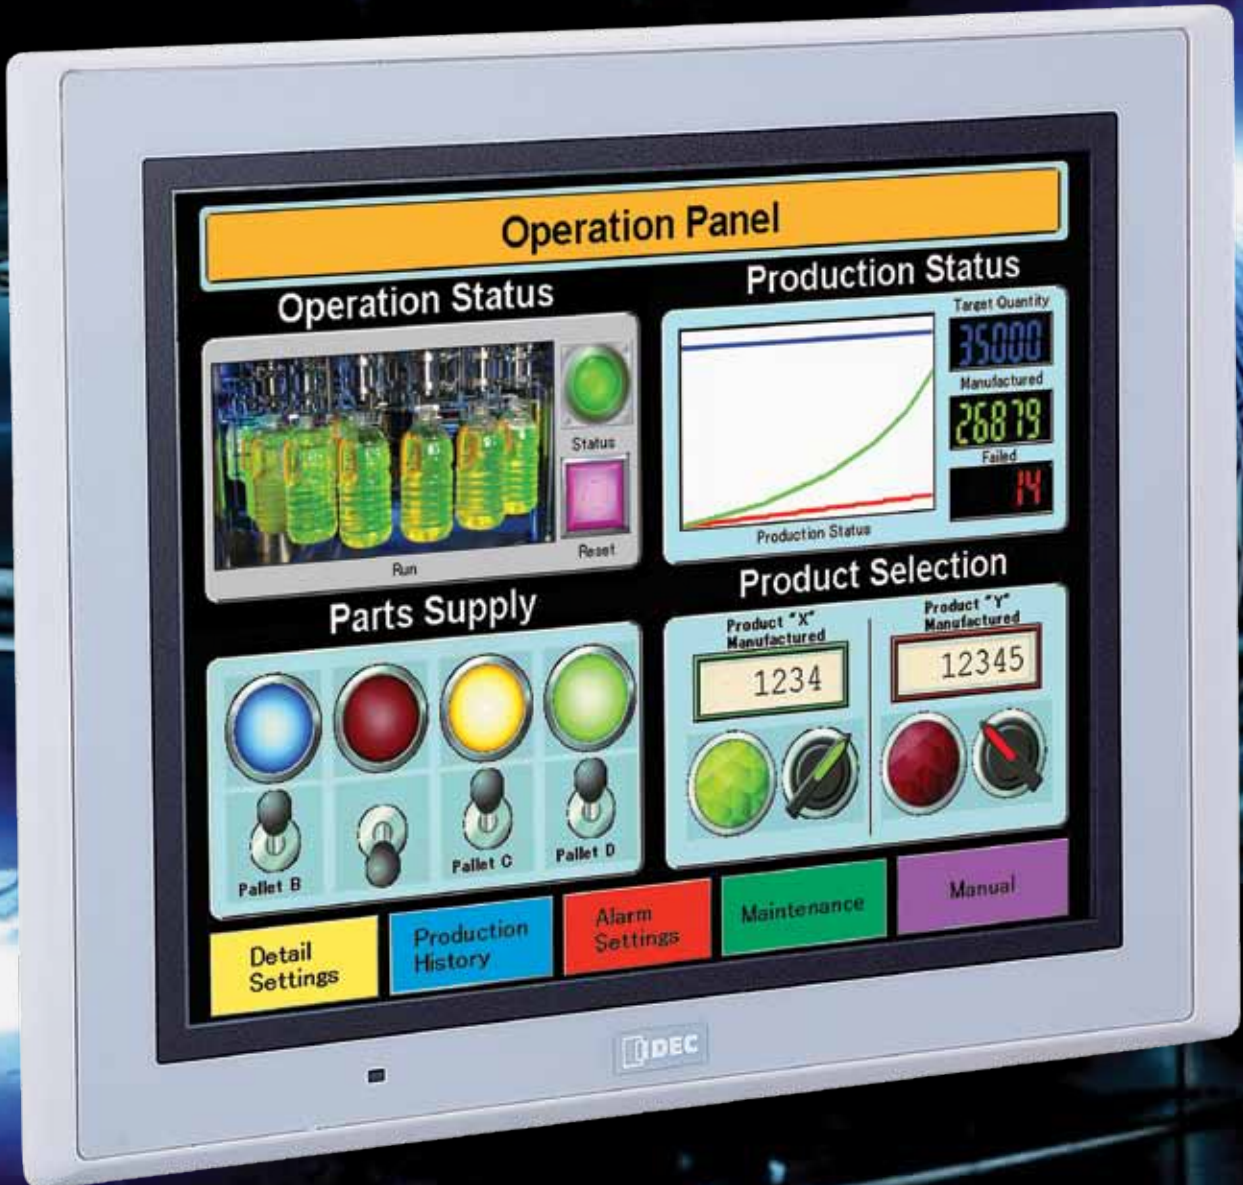 Operation Panel
Operation Status
Production Status
Target Quantity
35000
Manufactured
26879
Failed
14
Production Status
Status
Reset
Run
Parts Supply
Pallet B
Pallet C
Pallet D
Product Selection
Product "X"
Manufactured
1234
Product "Y"
Manufactured
12345
Detail
Settings
Production
History
Alarm
Settings
Maintenance
Manual
IDEC